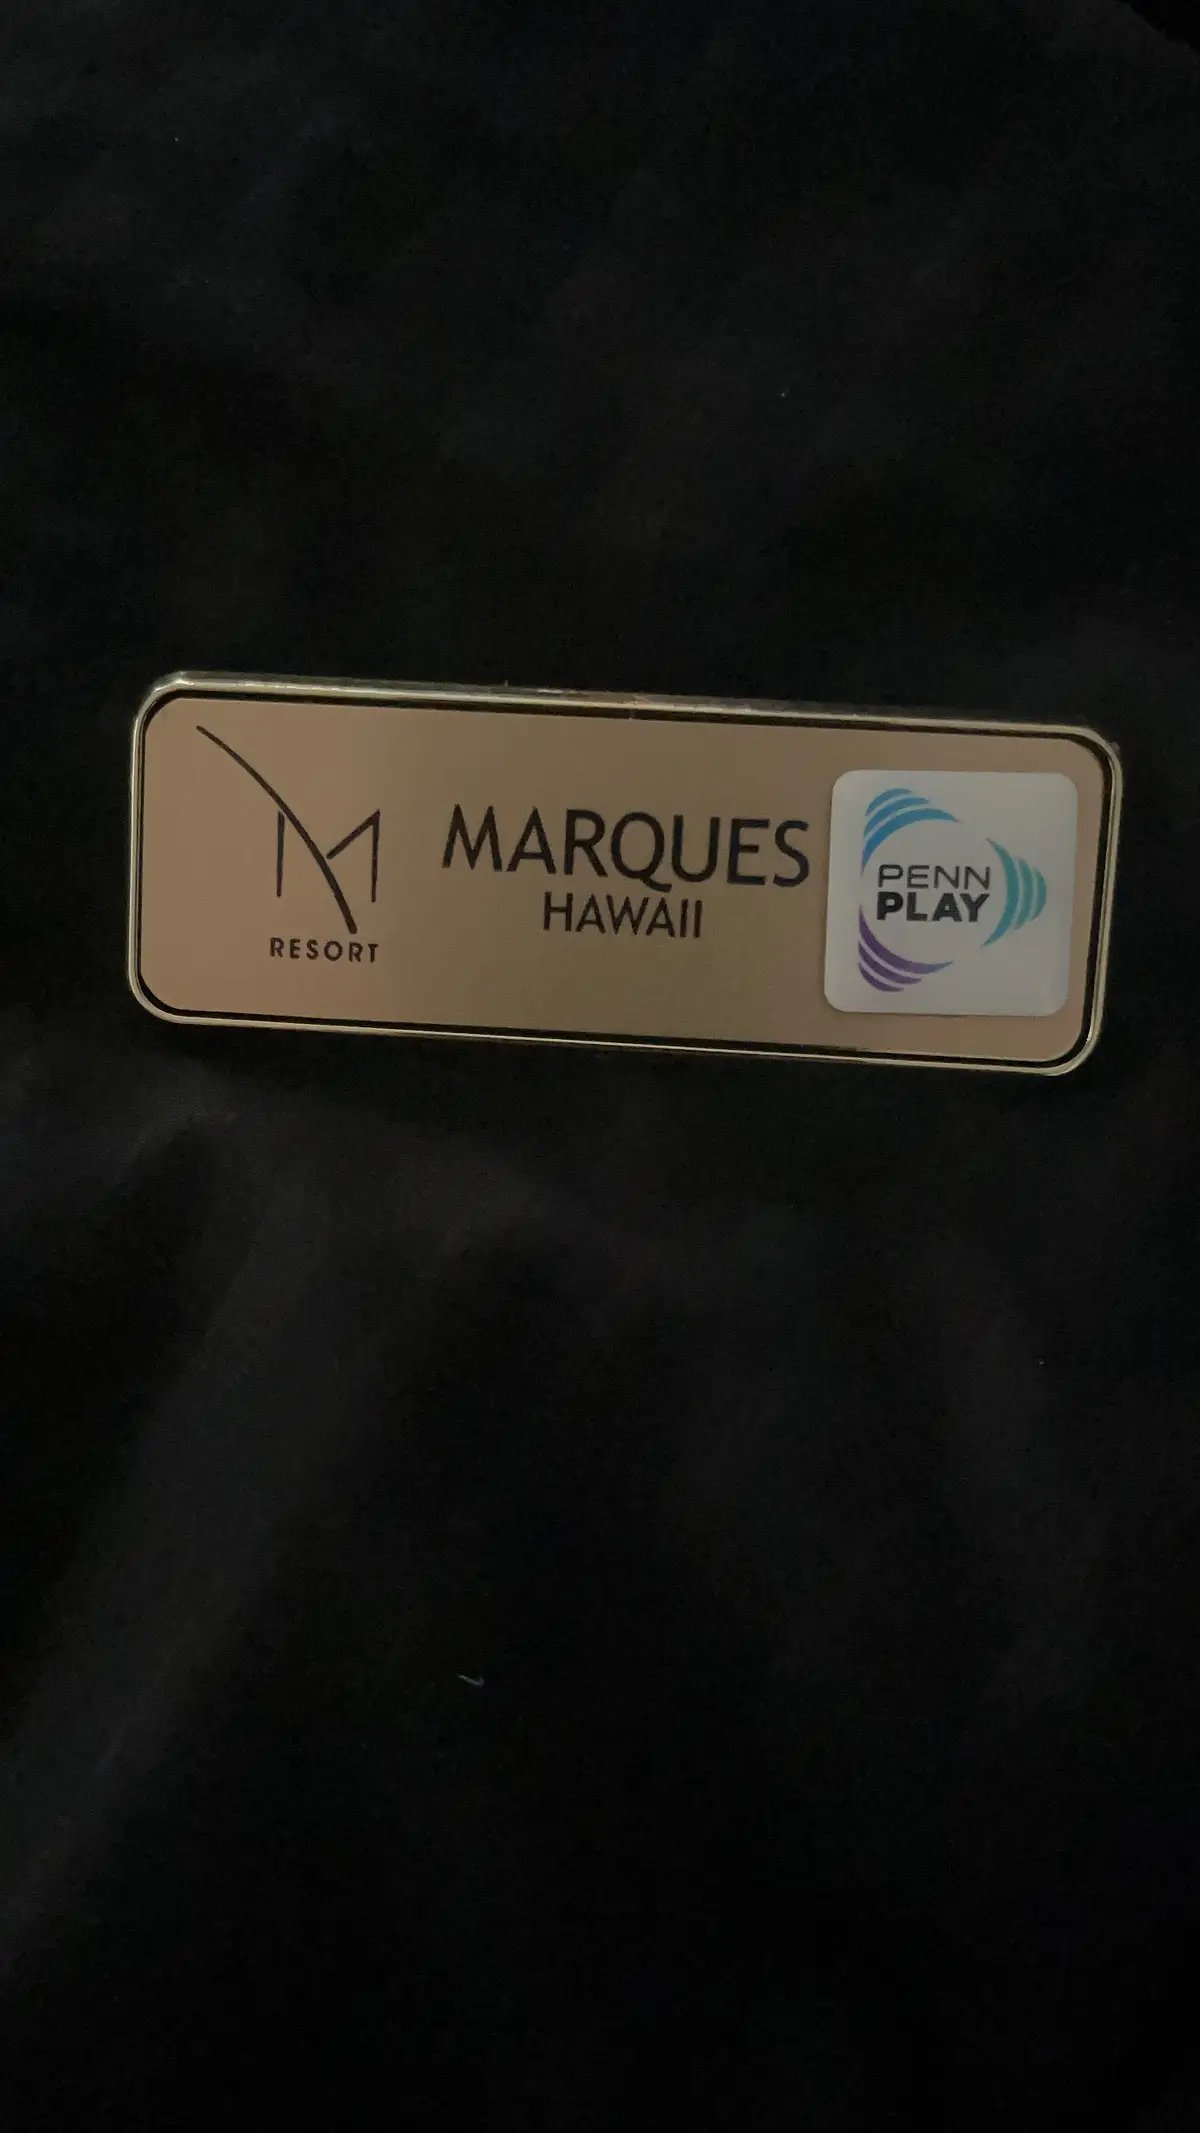 M
RESORT
MARQUES
HAWAII
PENN
PLAY